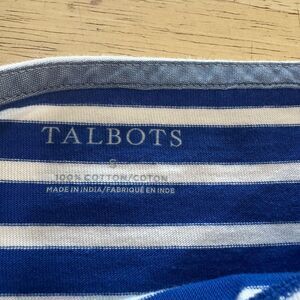 TALBOTS
S
100% COTTON/COTON
MADE IN INDIA/FABRIQUÉ EN INDE